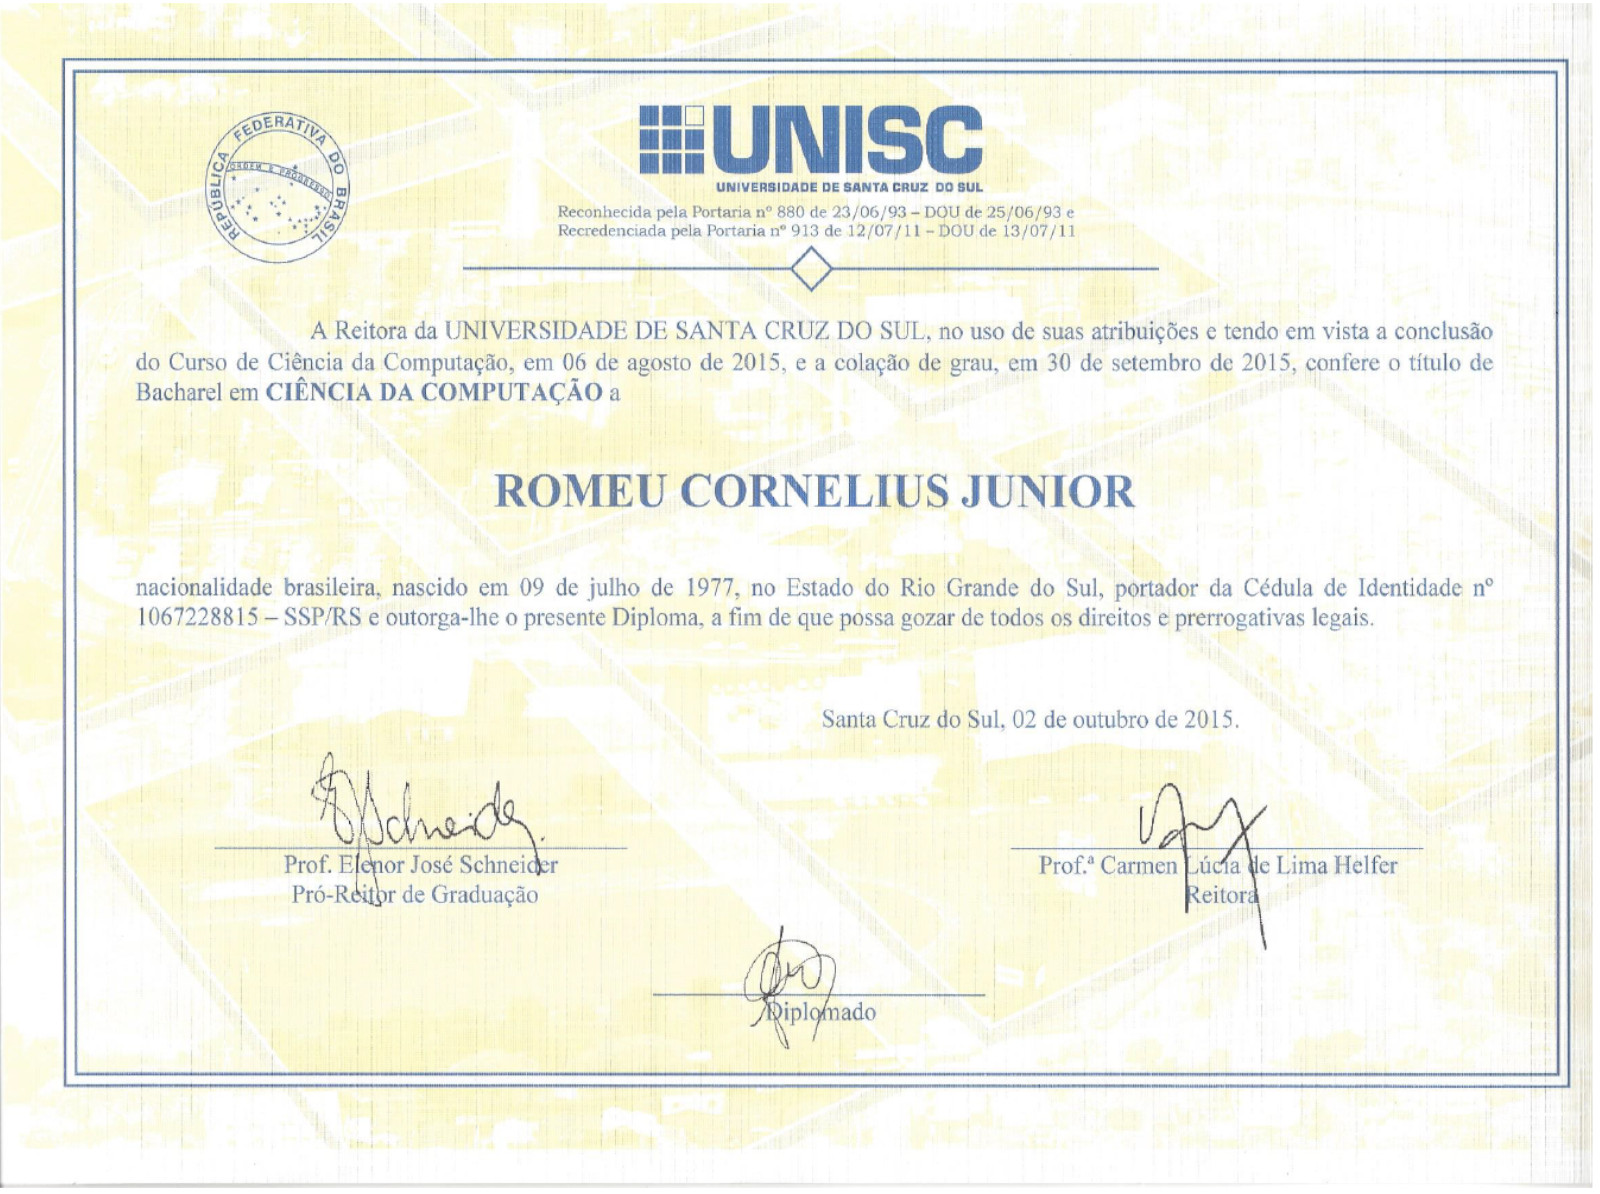 REPÚBLICA FEDERATIVA DO BRASIL
ORDEM E PROGRESSO
UNISC
UNIVERSIDADE DE SANTA CRUZ DO SUL
Reconhecida pela Portaria nº 880 de 23/06/93 – DOU de 25/06/93 e
Recredenciada pela Portaria nº 913 de 12/07/11 – DOU de 13/07/11
A Reitora da UNIVERSIDADE DE SANTA CRUZ DO SUL, no uso de suas atribuições e tendo em vista a conclusão
do Curso de Ciência da Computação, em 06 de agosto de 2015, e a colação de grau, em 30 de setembro de 2015, confere o título de
Bacharel em CIÊNCIA DA COMPUTAÇÃO a
ROMEU CORNELIUS JUNIOR
nacionalidade brasileira, nascido em 09 de julho de 1977, no Estado do Rio Grande do Sul, portador da Cédula de Identidade nº
1067228815 – SSP/RS e outorga-lhe o presente Diploma, a fim de que possa gozar de todos os direitos e prerrogativas legais.
Santa Cruz do Sul, 02 de outubro de 2015.
Prof. Elenor José Schneider
Pró-Reitor de Graduação
Prof.ª Carmen Lúcia de Lima Helfer
Reitora
Diplomado